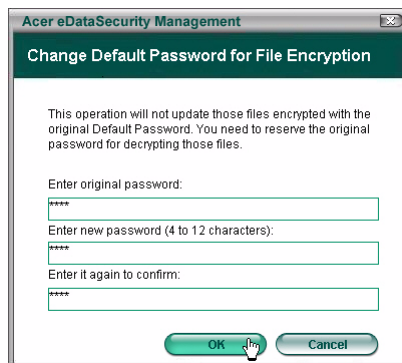 Acer eDataSecurity Management
Change Default Password for File Encryption
This operation will not update those files encrypted with the
original Default Password. You need to reserve the original
password for decrypting those files.
Enter original password:
****
Enter new password (4 to 12 characters):
****
Enter it again to confirm:
****
OK Cancel